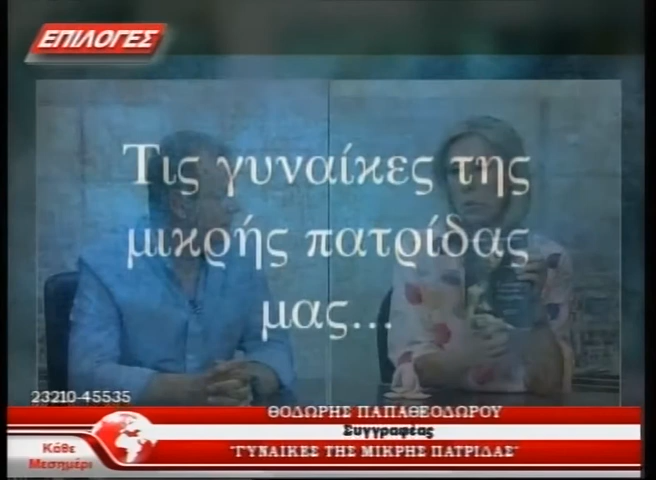 ΕΠΙΛΟΓΕΣ
Τις γυναίκες της
μικρής πατρίδας
μας...
23210-45535
ΘΟΔΩΡΗΣ ΠΑΠΑΘΕΟΔΩΡΟΥ
Συγγραφέας
Κάθε
Μεσημέρι
"ΓΥΝΑΙΚΕΣ ΤΗΣ ΜΙΚΡΗΣ ΠΑΤΡΙΔΑΣ"